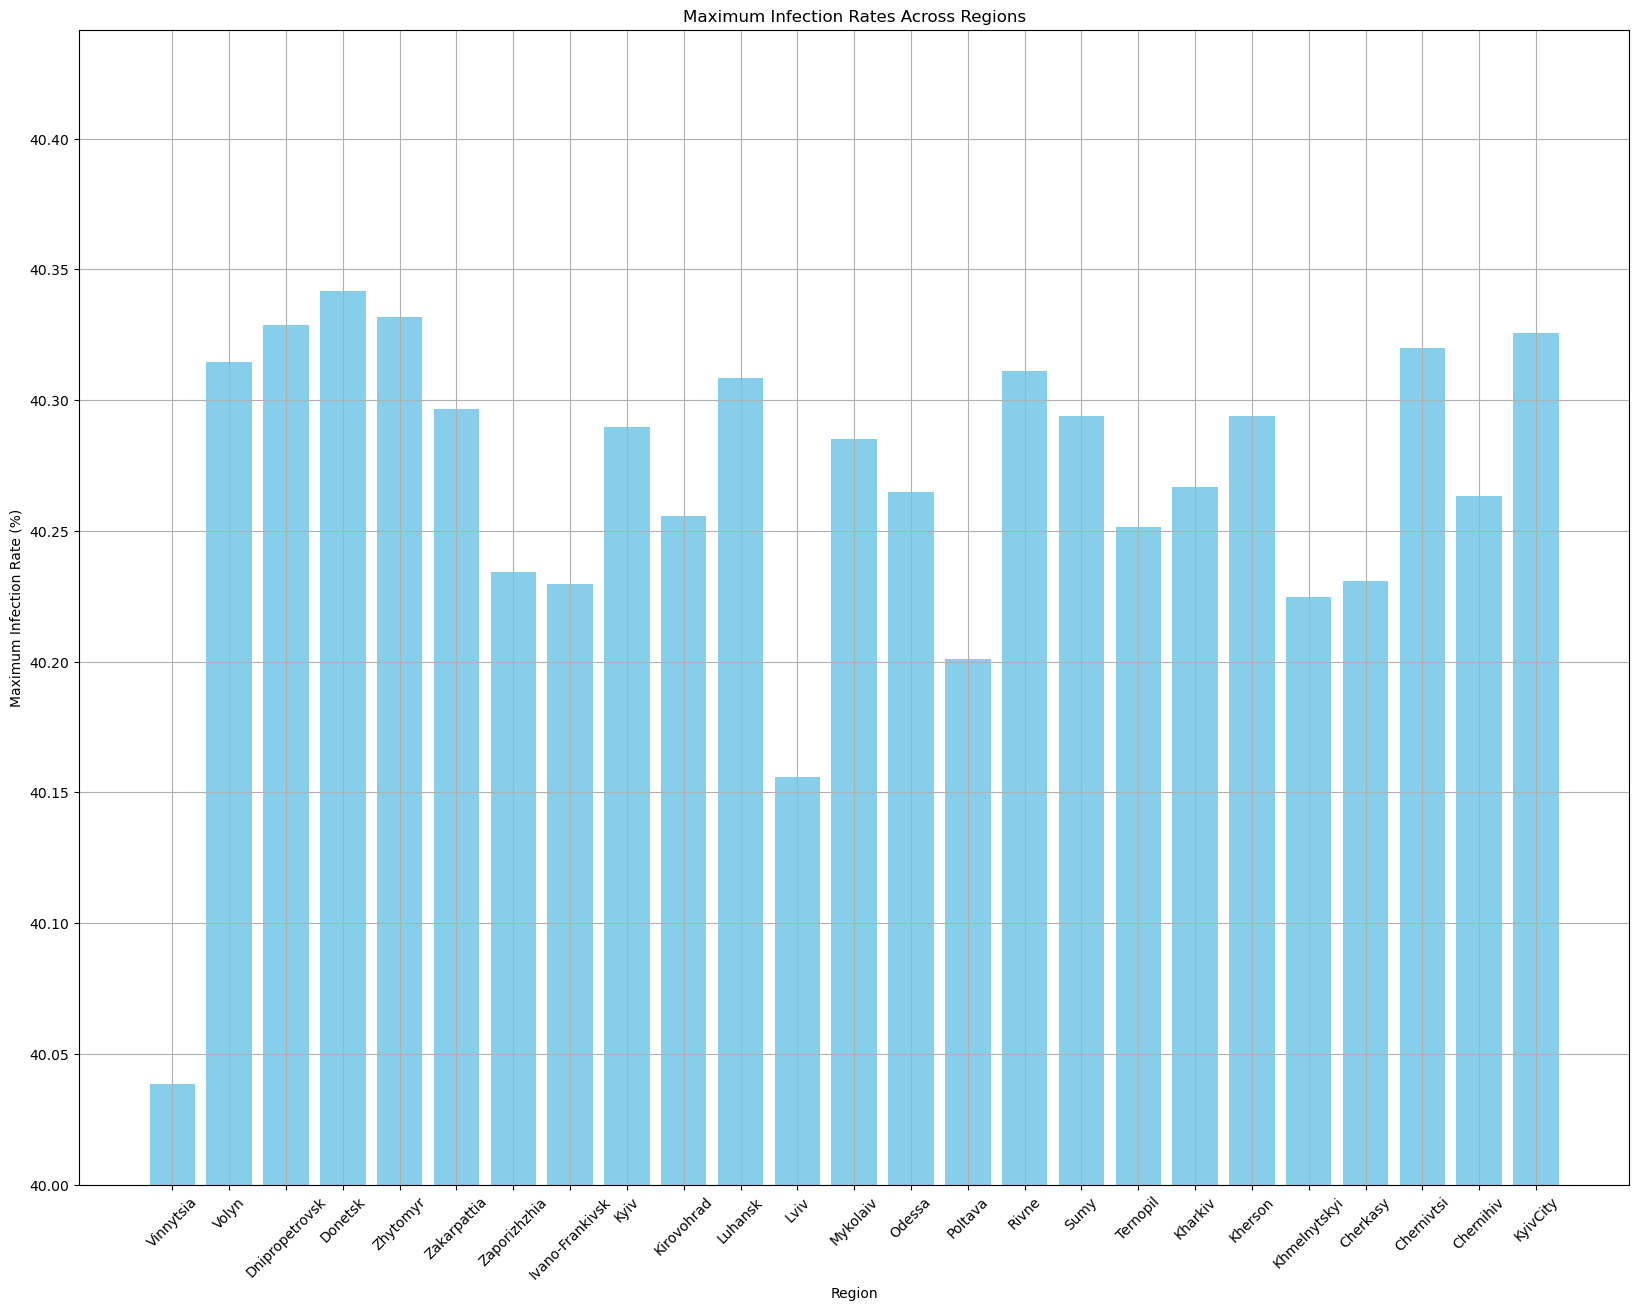 Maximum Infection Rates Across Regions
Maximum Infection Rate (%)
40.40
40.35
40.30
40.25
40.20
40.15
40.10
40.05
40.00
Vinnytsia
Volyn
Dnipropetrovsk
Donetsk
Zhytomyr
Zakarpattia
Zaporizhzhia
Ivano-Frankivsk
Kyiv
Kirovohrad
Luhansk
Lviv
Mykolaiv
Odessa
Poltava
Rivne
Sumy
Ternopil
Kharkiv
Kherson
Khmelnytskyi
Cherkasy
Chernivtsi
Chernihiv
KyivCity
Region